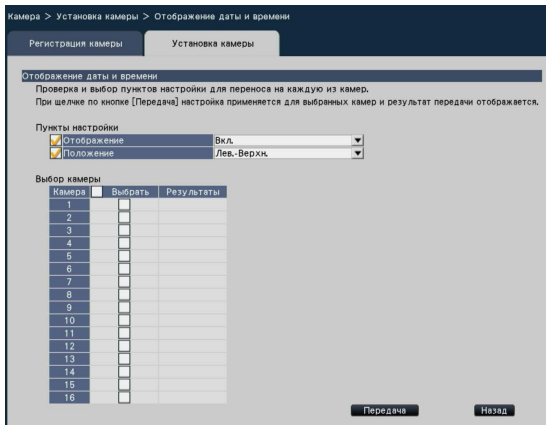 Камера > Установка камеры > Отображение даты и времени
Регистрация камеры Установка камеры
Отображение даты и времени
Проверка и выбор пунктов настройки для переноса на каждую из камер.
При щелчке по кнопке [Передача] настройка применяется для выбранных камер и результат передачи отображается.
Пункты настройки
Отображение Вкл.
Положение Лев.-Верхн.
Выбор камеры
Камера Выбрать Результаты
1
2
3
4
5
6
7
8
9
10
11
12
13
14
15
16
Передача Назад